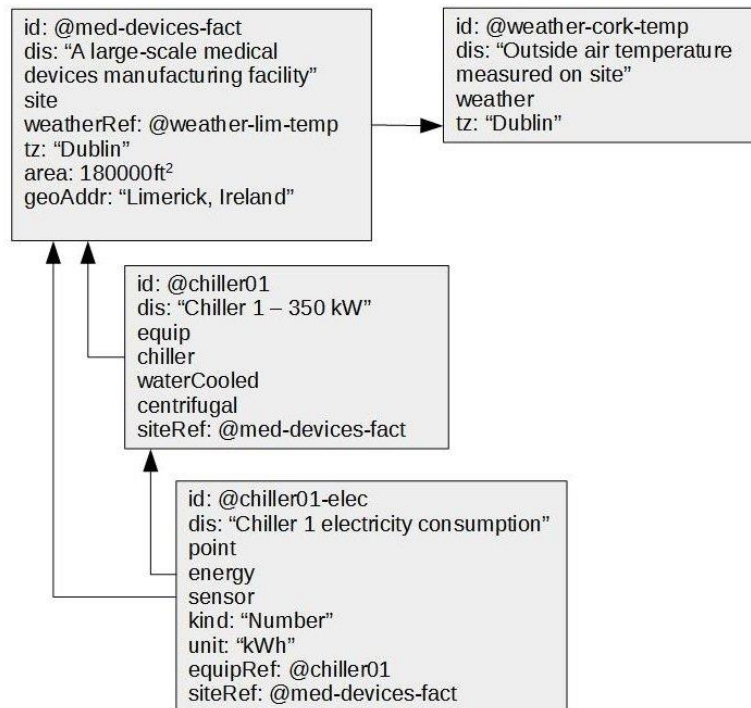 id: @med-devices-fact
dis: “A large-scale medical
devices manufacturing facility”
site
weatherRef: @weather-lim-temp
tz: “Dublin”
area: 180000ft²
geoAddr: “Limerick, Ireland”
id: @weather-cork-temp
dis: “Outside air temperature
measured on site”
weather
tz: “Dublin”
id: @chiller01
dis: “Chiller 1 – 350 kW”
equip
chiller
waterCooled
centrifugal
siteRef: @med-devices-fact
id: @chiller01-elec
dis: “Chiller 1 electricity consumption”
point
energy
sensor
kind: “Number”
unit: “kWh”
equipRef: @chiller01
siteRef: @med-devices-fact